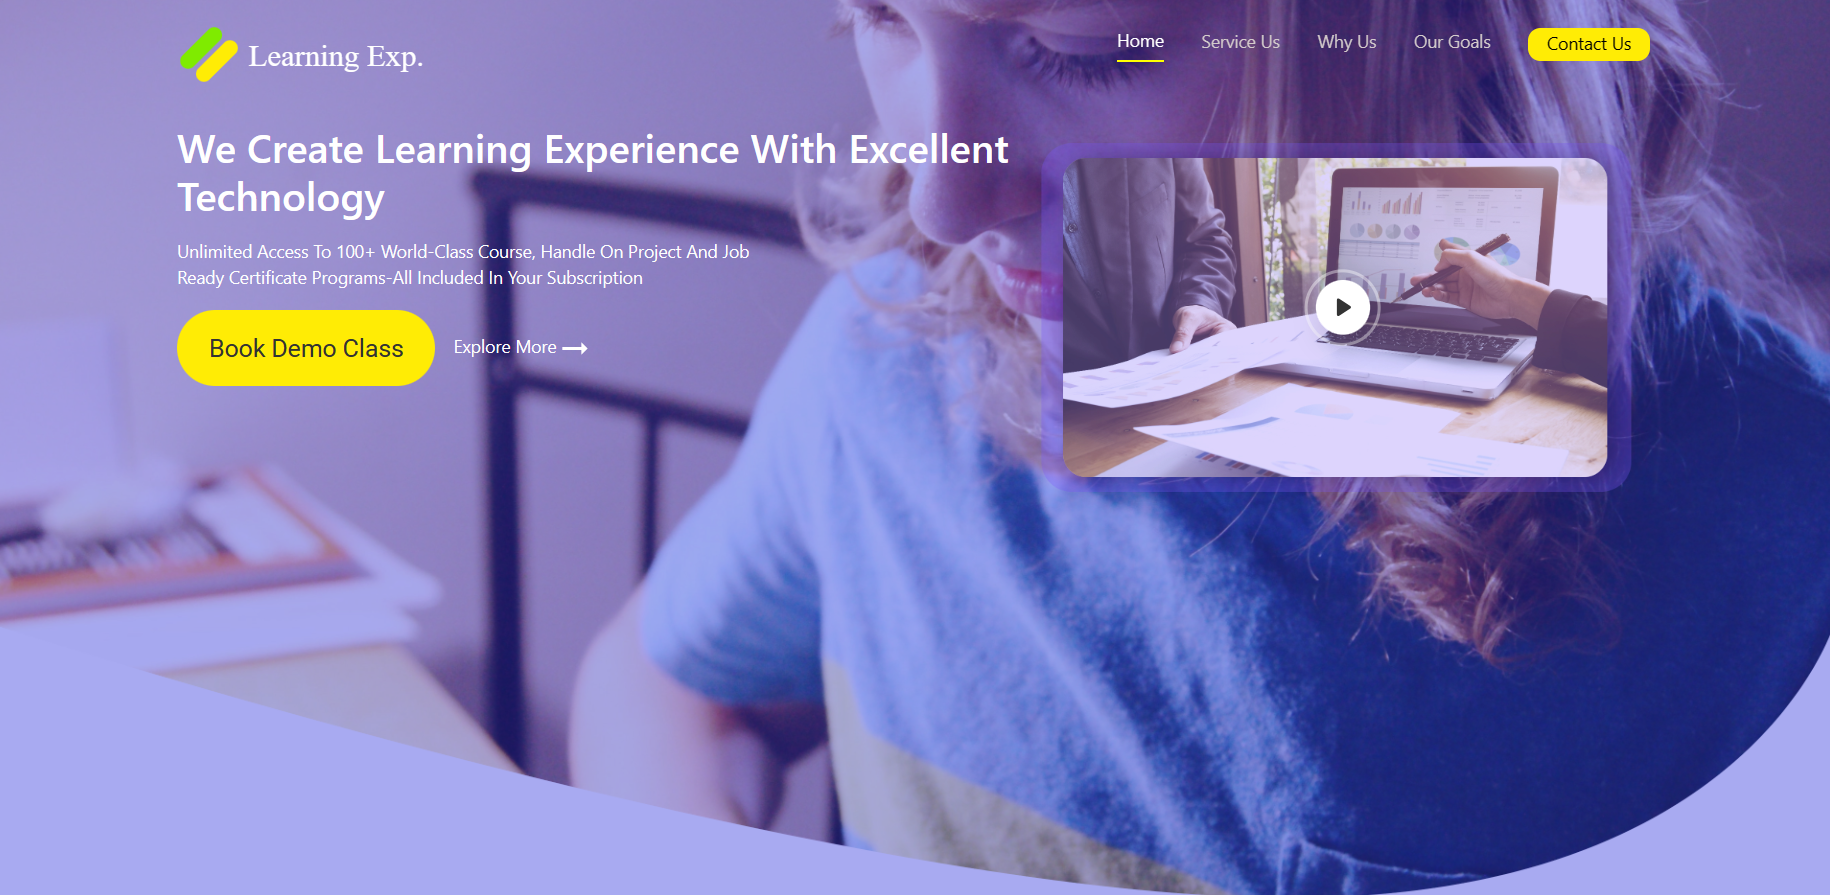 Learning Exp.
Home
Service Us
Why Us
Our Goals
Contact Us
We Create Learning Experience With Excellent
Technology
Unlimited Access To 100+ World-Class Course, Handle On Project And Job
Ready Certificate Programs-All Included In Your Subscription
Book Demo Class
Explore More